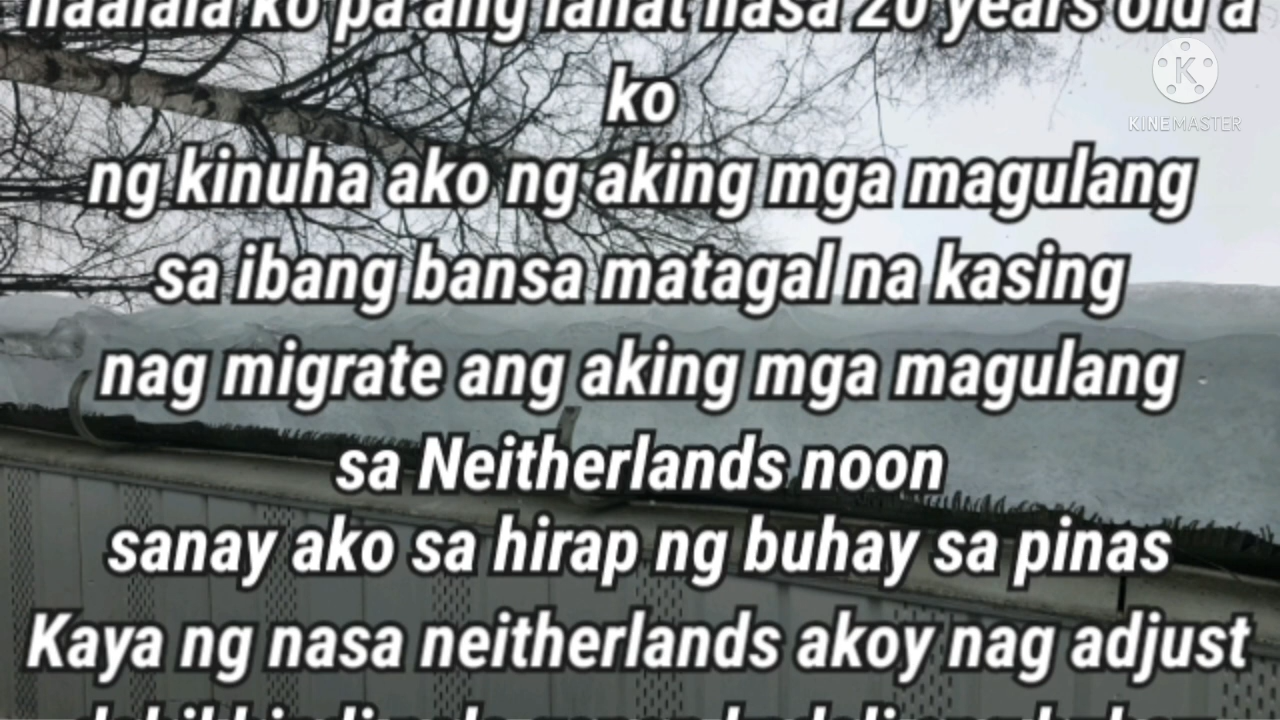 naalala ko pa ang lahat nasa 20 years old a
ko
KINEMASTER
ng kinuha ako ng aking mga magulang
sa ibang bansa matagal na kasing
nag migrate ang aking mga magulang
sa Neitherlands noon
sanay ako sa hirap ng buhay sa pinas
Kaya ng nasa neitherlands akoy nag adjust